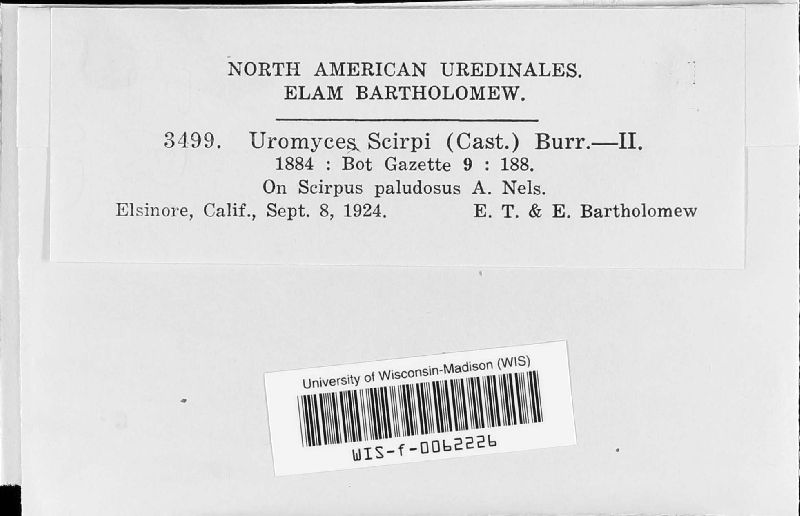 NORTH AMERICAN UREDINALES.
ELAM BARTHOLOMEW.
3499. Uromyces Scirpi (Cast.) Burr.—II.
1884 : Bot Gazette 9 : 188.
On Scirpus paludosus A. Nels.
Elsinore, Calif., Sept. 8, 1924. E. T. & E. Bartholomew
University of Wisconsin-Madison (WIS)
WIS-f-0062226